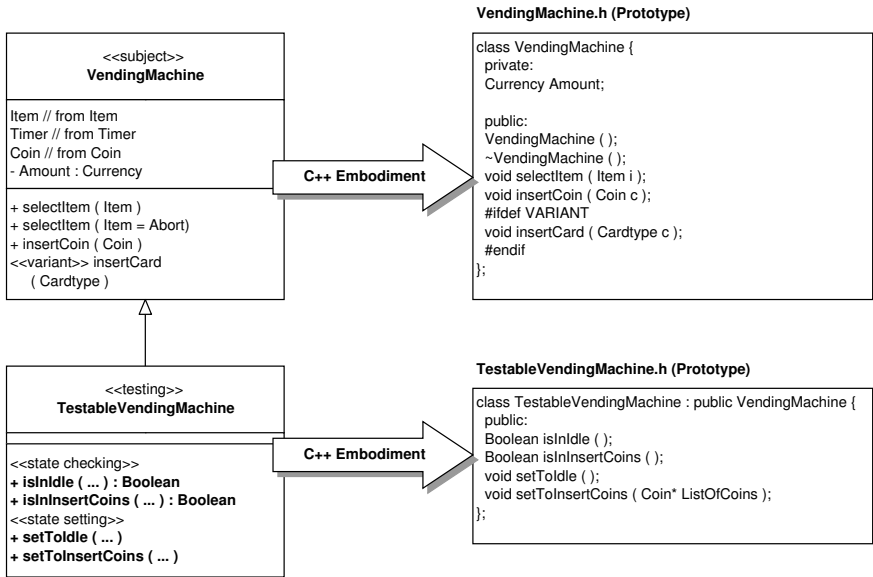 VendingMachine.h (Prototype)
<<subject>>
VendingMachine
Item // from Item
Timer // from Timer
Coin // from Coin
- Amount : Currency
+ selectItem ( Item )
+ selectItem ( Item = Abort)
+ insertCoin ( Coin )
<<variant>> insertCard
( Cardtype )
C++ Embodiment
class VendingMachine {
private:
Currency Amount;
public:
VendingMachine ( );
~VendingMachine ( );
void selectItem ( Item i );
void insertCoin ( Coin c );
#ifdef VARIANT
void insertCard ( Cardtype c );
#endif
};
TestableVendingMachine.h (Prototype)
<<testing>>
TestableVendingMachine
<<state checking>>
+ isInIdle ( ... ) : Boolean
+ isInInsertCoins ( ... ) : Boolean
<<state setting>>
+ setToIdle ( ... )
+ setToInsertCoins ( ... )
C++ Embodiment
class TestableVendingMachine : public VendingMachine {
public:
Boolean isInIdle ( );
Boolean isInInsertCoins ( );
void setToIdle ( );
void setToInsertCoins ( Coin* ListOfCoins );
};